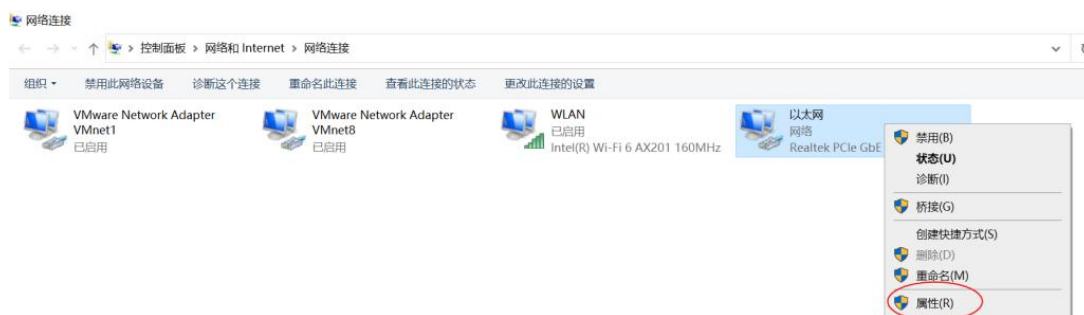 网络连接
控制面板 › 网络和 Internet › 网络连接
组织 禁用此网络设备 诊断这个连接 重命名此连接 查看此连接的状态 更改此连接的设置
VMware Network Adapter
VMnet1
已启用
VMware Network Adapter
VMnet8
已启用
WLAN
已启用
Intel(R) Wi-Fi 6 AX201 160MHz
以太网
网络
Realtek PCIe GbE
禁用(B)
状态(U)
诊断(I)
桥接(G)
创建快捷方式(S)
删除(D)
重命名(M)
属性(R)